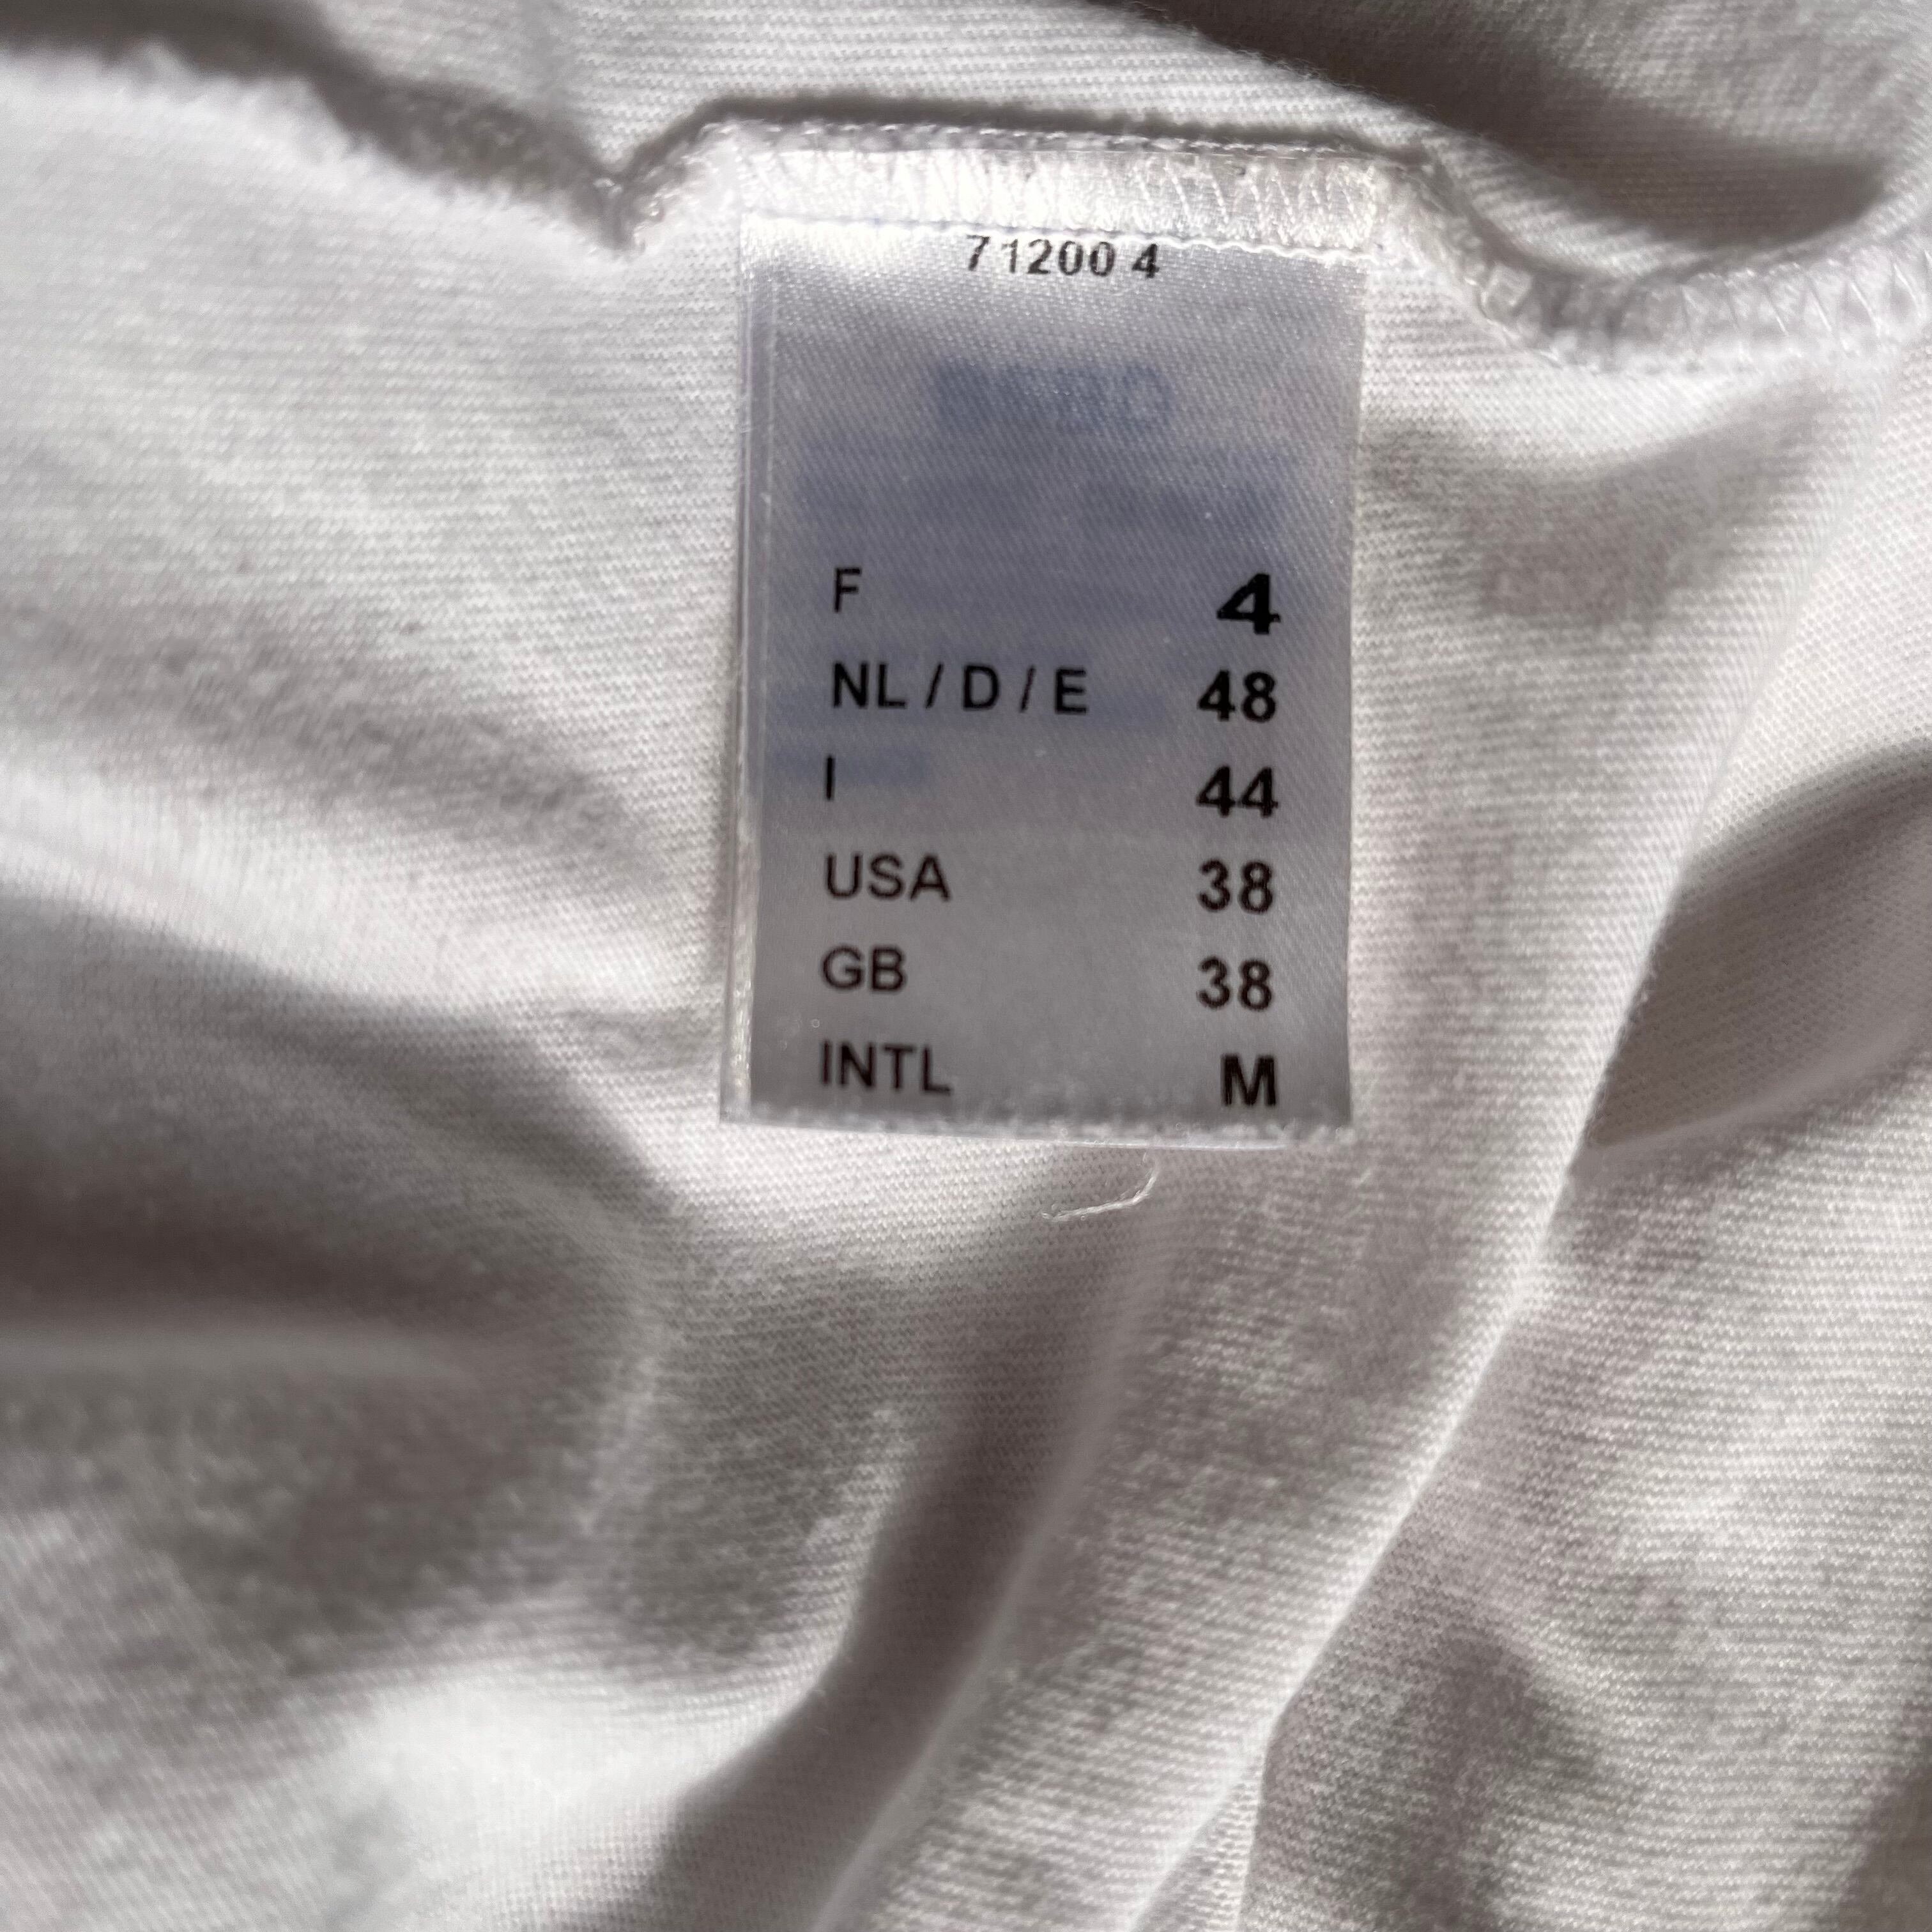 71200 4
F 4
NL / D / E 48
I 44
USA 38
GB 38
INTL M